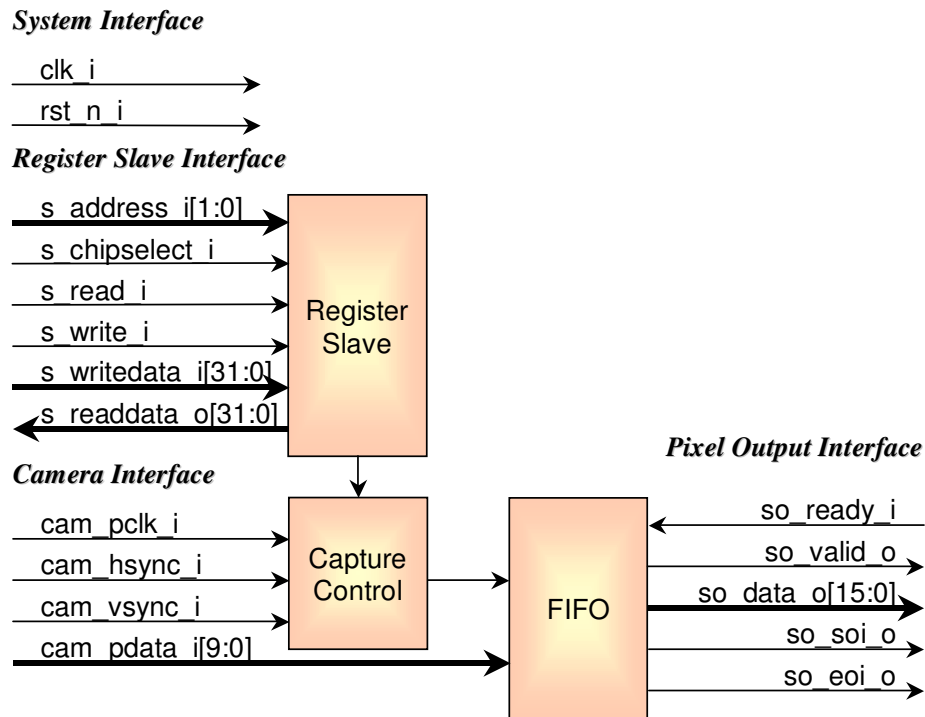 System Interface
clk_i
rst_n_i
Register Slave Interface
s_address_i[1:0]
s_chipselect_i
s_read_i
s_write_i
s_writedata_i[31:0]
s_readdata_o[31:0]
Register
Slave
Camera Interface
cam_pclk_i
cam_hsync_i
cam_vsync_i
cam_pdata_i[9:0]
Capture
Control
FIFO
Pixel Output Interface
so_ready_i
so_valid_o
so_data_o[15:0]
so_soi_o
so_eoi_o